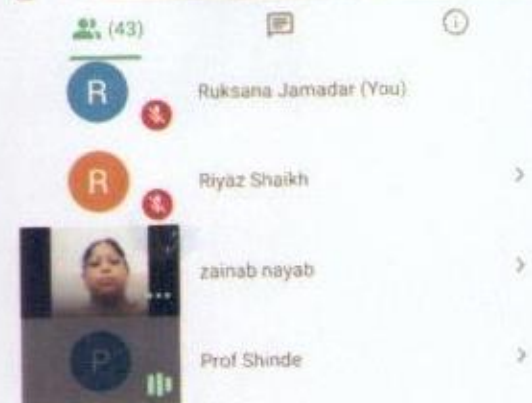 (43)
R
Ruksana Jamadar (You)
R
Riyaz Shaikh
zainab nayab
P
Prof Shinde